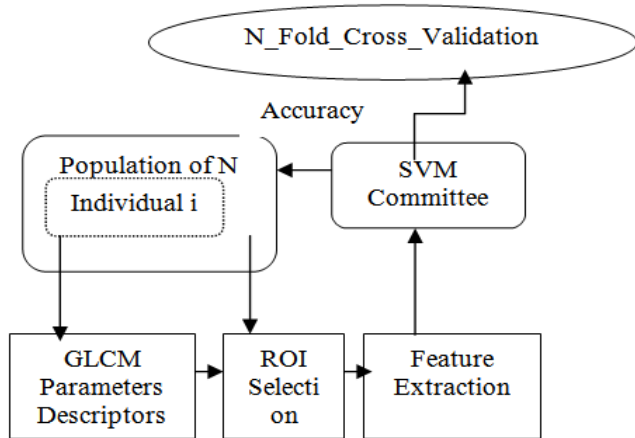 N_Fold_Cross_Validation
Accuracy
Population of N
Individual i
SVM
Committee
GLCM
Parameters
Descriptors
ROI
Selecti
on
Feature
Extraction